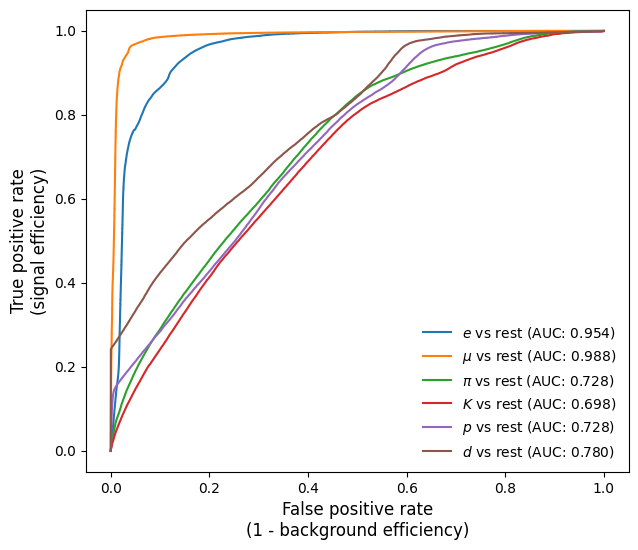 True positive rate
(signal efficiency)
1.0
0.8
0.6
0.4
0.2
0.0
e vs rest (AUC: 0.954)
μ vs rest (AUC: 0.988)
π vs rest (AUC: 0.728)
K vs rest (AUC: 0.698)
p vs rest (AUC: 0.728)
d vs rest (AUC: 0.780)
0.0 0.2 0.4 0.6 0.8 1.0
False positive rate
(1 - background efficiency)